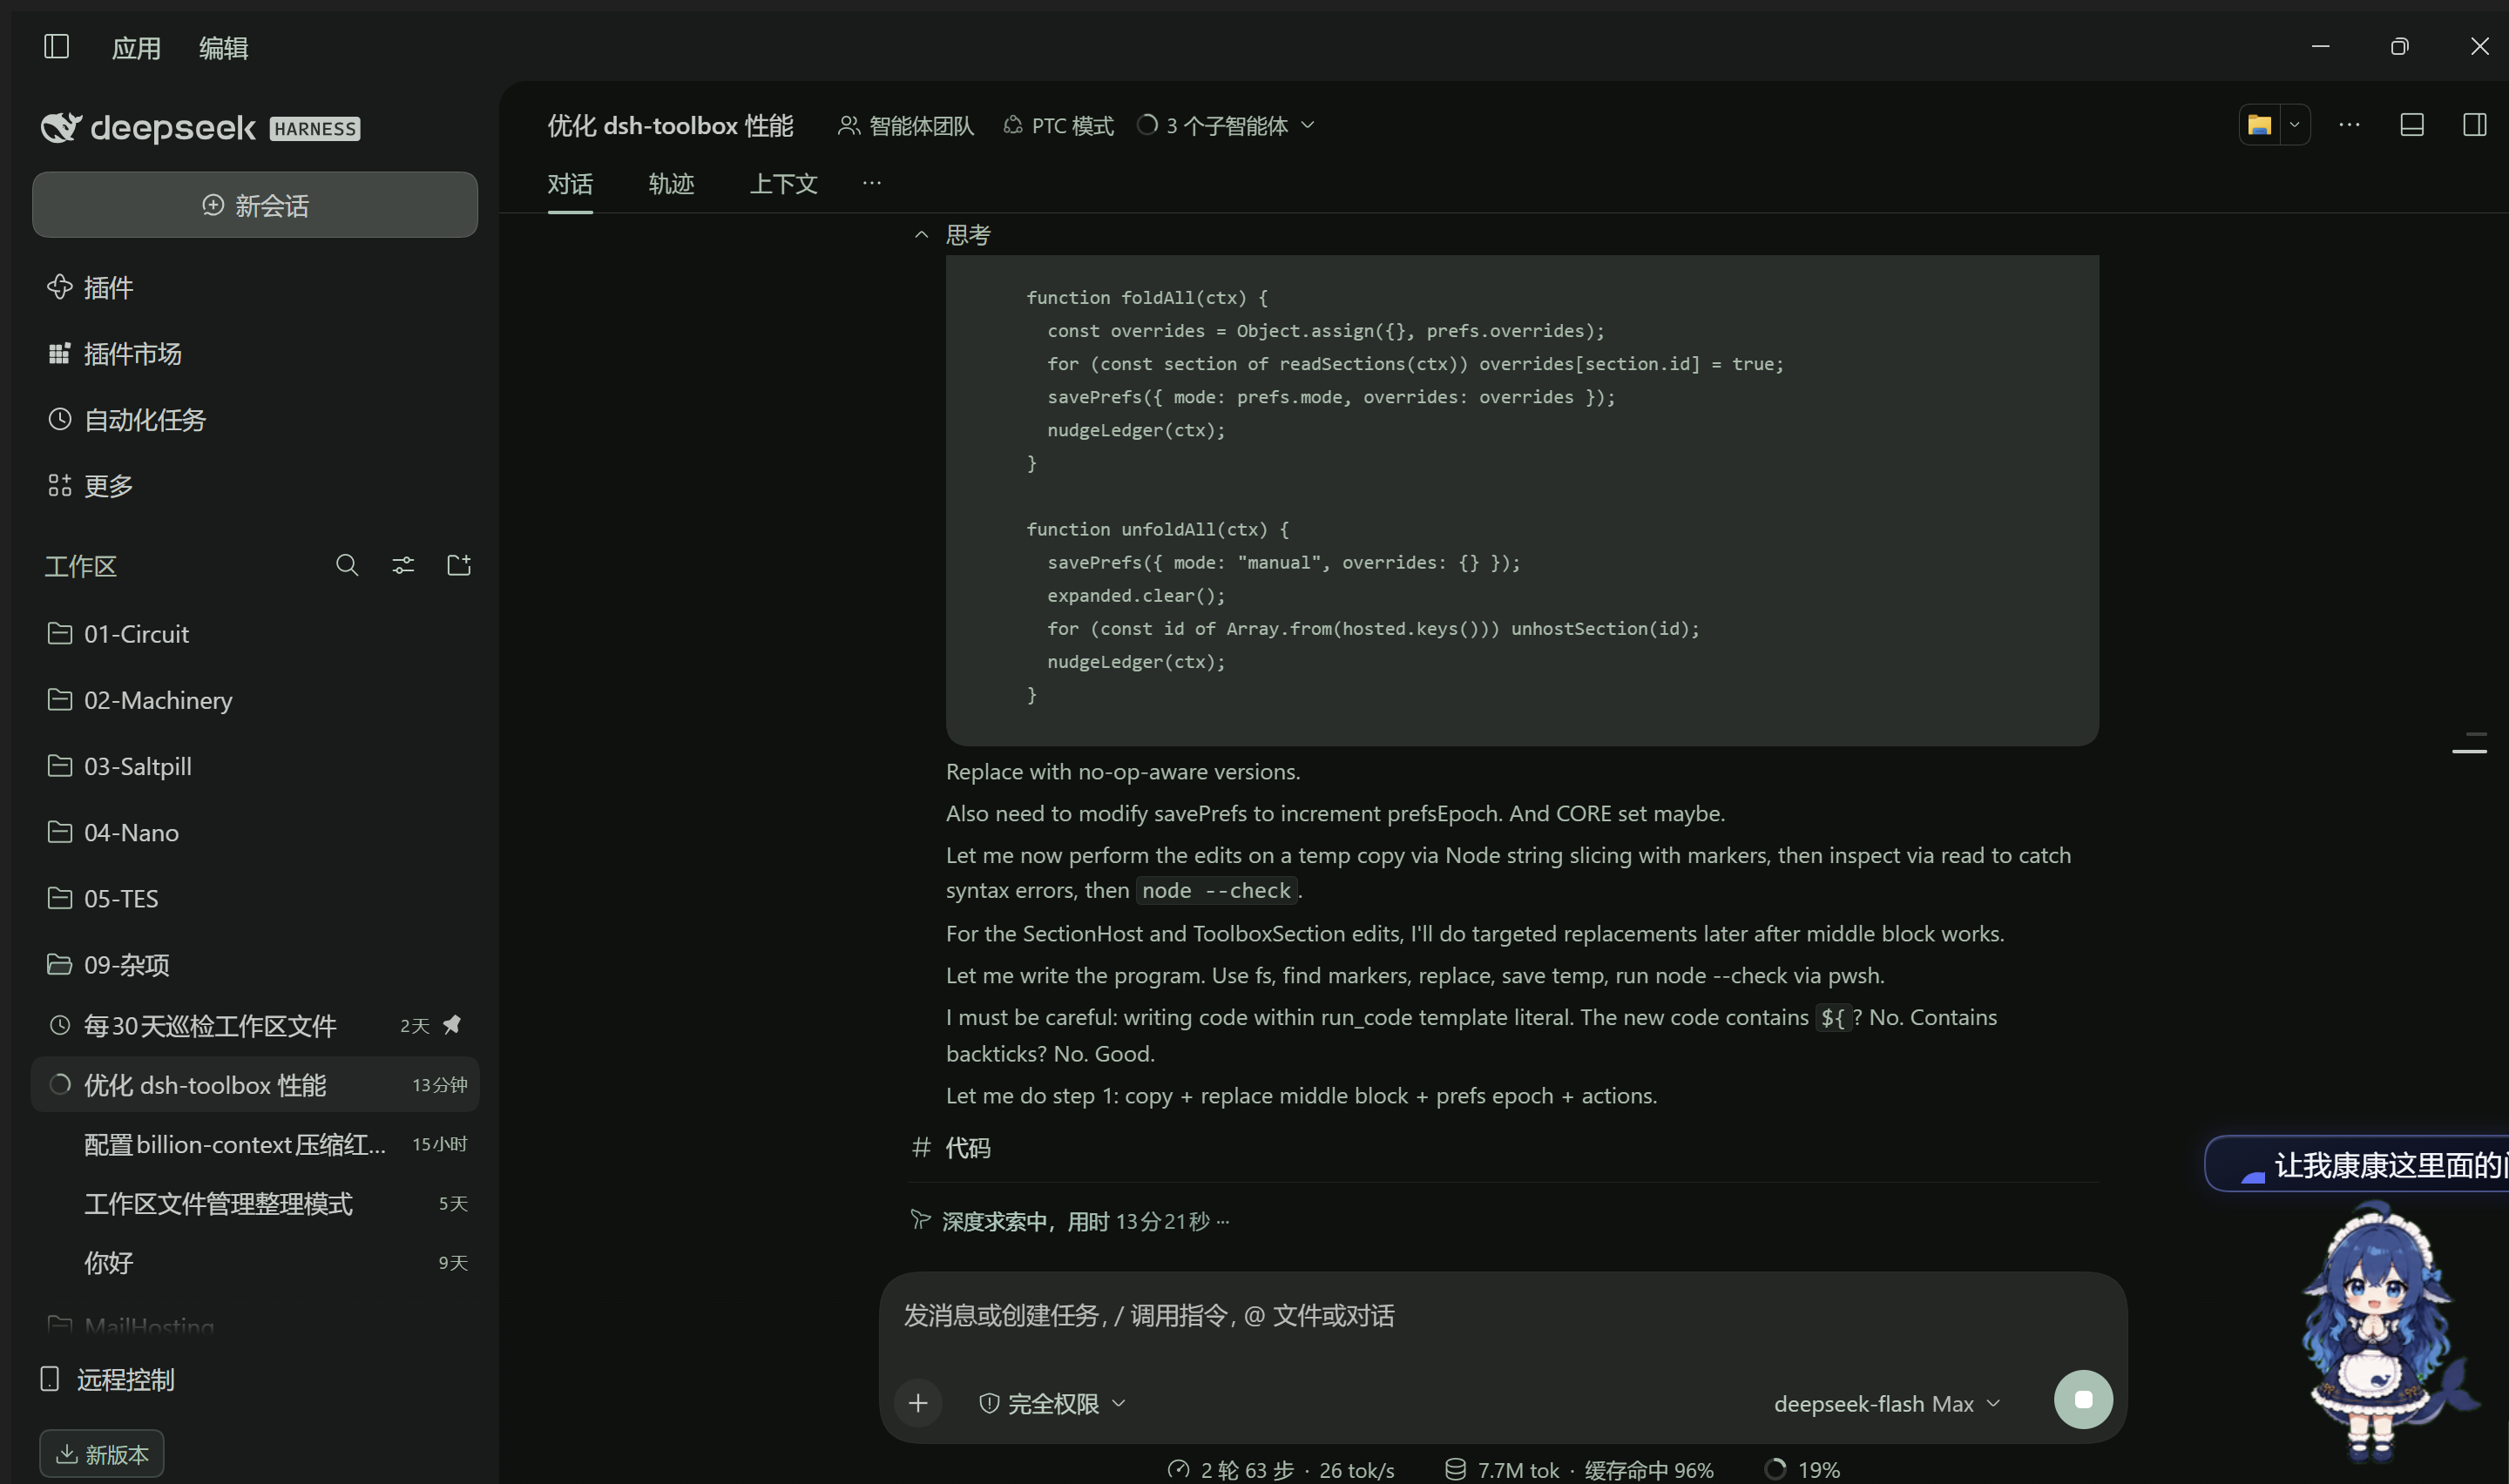 应用 编辑
deepseek HARNESS
新会话
插件
插件市场
自动化任务
更多
工作区
01-Circuit
02-Machinery
03-Saltpill
04-Nano
05-TES
09-杂项
每30天巡检工作区文件 2天
优化 dsh-toolbox 性能 13分钟
配置billion-context压缩红... 15小时
工作区文件管理整理模式 5天
你好 9天
MailHosting
远程控制
新版本
优化 dsh-toolbox 性能 智能体团队 PTC 模式 3 个子智能体
对话 轨迹 上下文 ...
思考
function foldAll(ctx) {
const overrides = Object.assign({}, prefs.overrides);
for (const section of readSections(ctx)) overrides[section.id] = true;
savePrefs({ mode: prefs.mode, overrides: overrides });
nudgeLedger(ctx);
}
function unfoldAll(ctx) {
savePrefs({ mode: "manual", overrides: {} });
expanded.clear();
for (const id of Array.from(hosted.keys())) unhostSection(id);
nudgeLedger(ctx);
}
Replace with no-op-aware versions.
Also need to modify savePrefs to increment prefsEpoch. And CORE set maybe.
Let me now perform the edits on a temp copy via Node string slicing with markers, then inspect via read to catch
syntax errors, then node --check.
For the SectionHost and ToolboxSection edits, I'll do targeted replacements later after middle block works.
Let me write the program. Use fs, find markers, replace, save temp, run node --check via pwsh.
I must be careful: writing code within run_code template literal. The new code contains ${? No. Contains
backticks? No. Good.
Let me do step 1: copy + replace middle block + prefs epoch + actions.
# 代码
深度求索中，用时 13分21秒 ...
发消息或创建任务, / 调用指令, @ 文件或对话
完全权限
deepseek-flash Max
2 轮 63 步 · 26 tok/s 7.7M tok · 缓存命中 96% 19%
让我康康这里面的